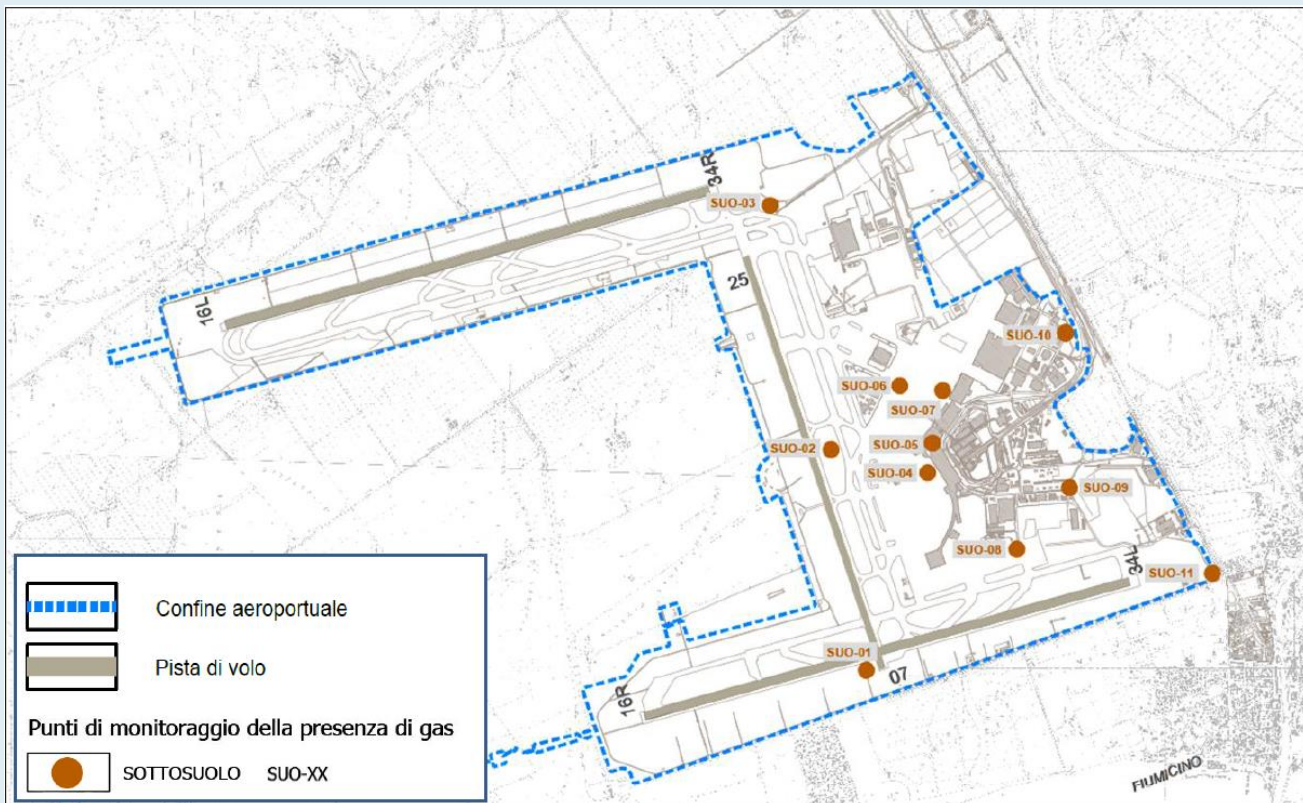 34R
SUO-03
25
16L
SUO-10
SUO-06
SUO-07
SUO-05
SUO-02
SUO-04
SUO-09
SUO-08
34L
SUO-11
SUO-01
07
16R
FIUMICINO
Confine aeroportuale
Pista di volo
Punti di monitoraggio della presenza di gas
SOTTOSUOLO SUO-XX